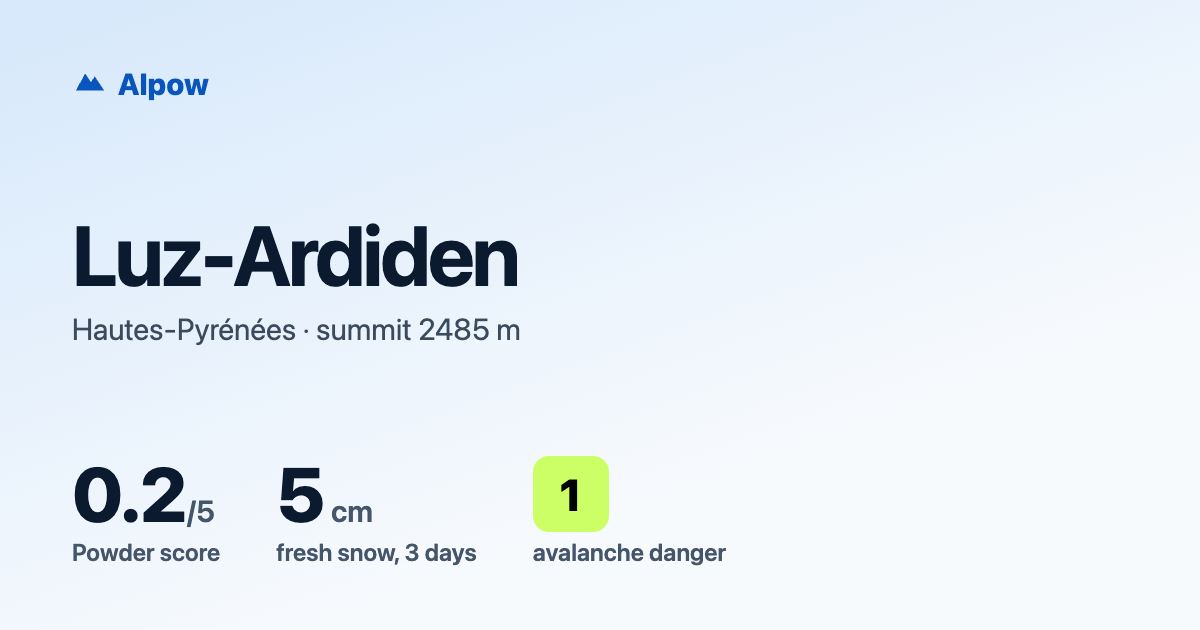 Alpow
Luz-Ardiden
Hautes-Pyrénées · summit 2485 m
0.2/5
Powder score
5 cm
fresh snow, 3 days
1
avalanche danger